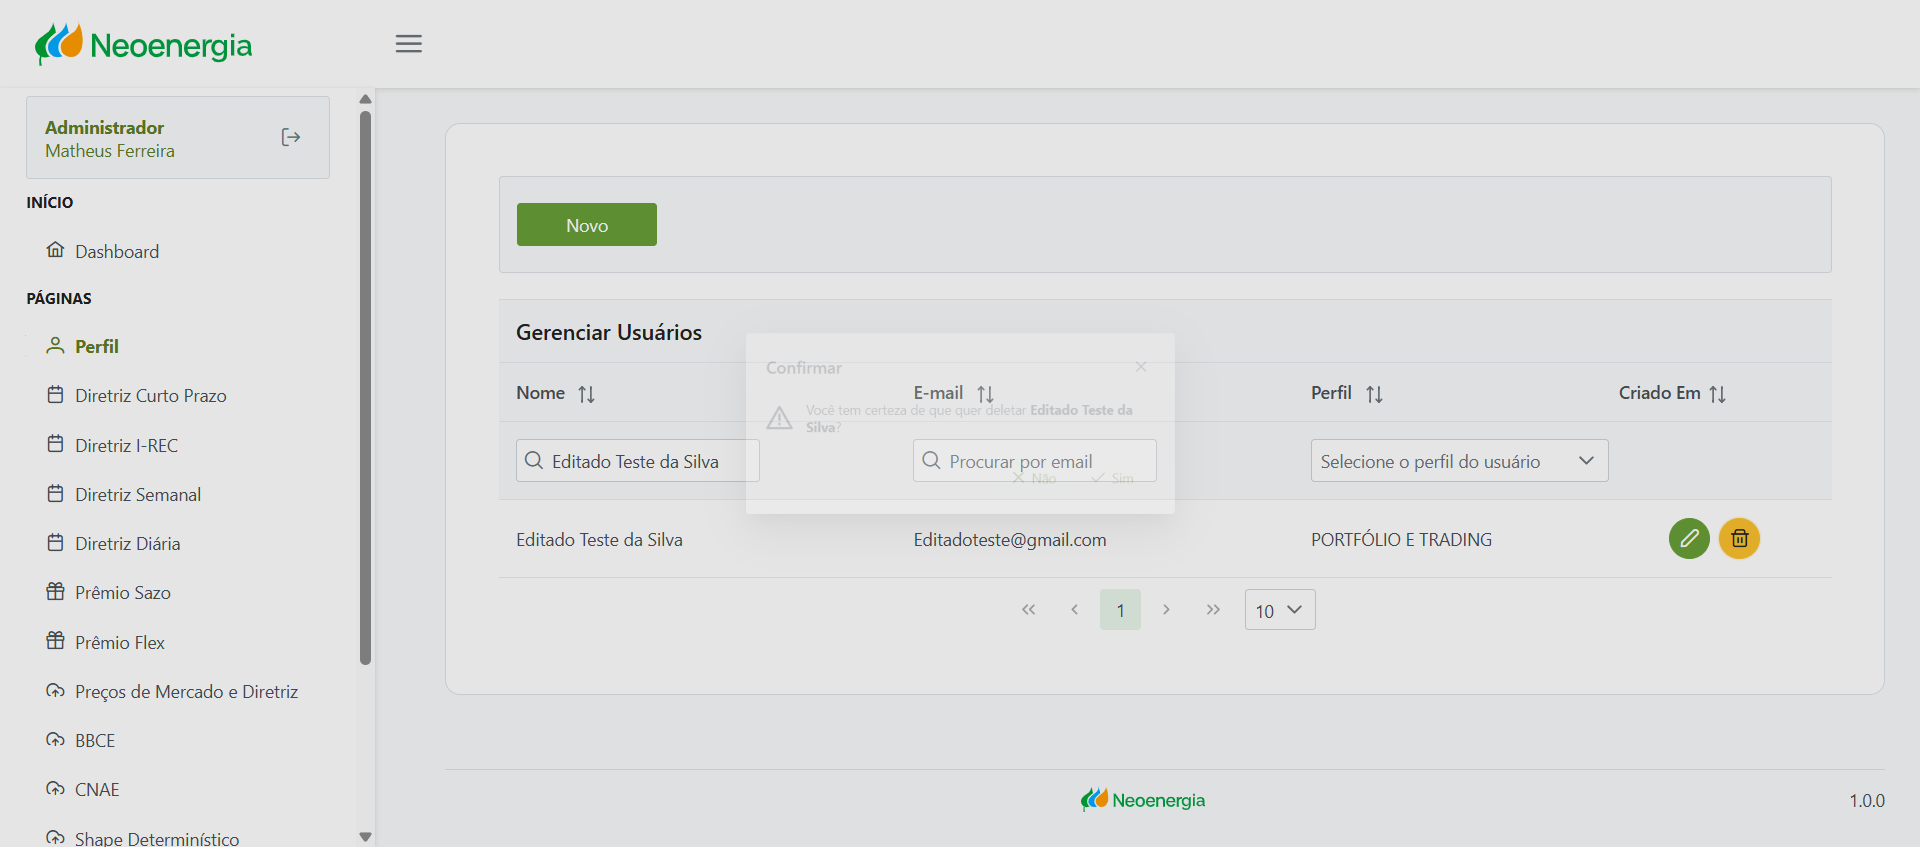 Neoenergia
Administrador
Matheus Ferreira
INÍCIO
Dashboard
PÁGINAS
Perfil
Diretriz Curto Prazo
Diretriz I-REC
Diretriz Semanal
Diretriz Diária
Prêmio Sazo
Prêmio Flex
Preços de Mercado e Diretriz
BBCE
CNAE
Shape Determinístico
Novo
Gerenciar Usuários
Nome
E-mail
Perfil
Criado Em
Editado Teste da Silva
Procurar por email
Selecione o perfil do usuário
Editado Teste da Silva
Editadoteste@gmail.com
PORTFÓLIO E TRADING
1
10
Confirmar
Você tem certeza de que quer deletar Editado Teste da
Silva?
Não
Sim
Neoenergia
1.0.0